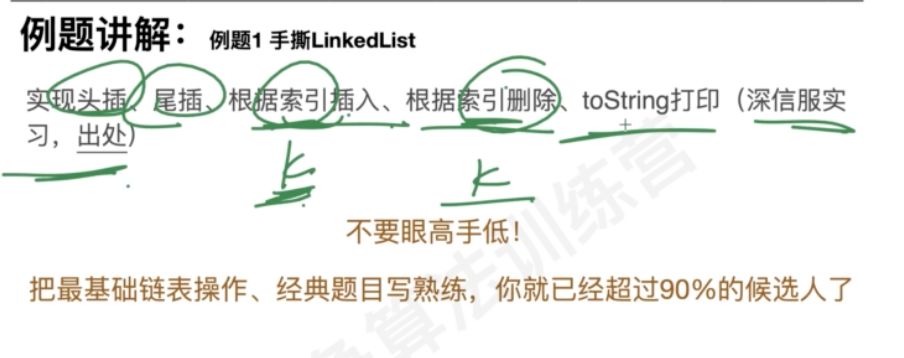 例题讲解： 例题1 手撕LinkedList
实现头插、尾插、根据索引插入、根据索引删除、toString打印（深信服实
习，出处）
K K
不要眼高手低！
把最基础链表操作、经典题目写熟练，你就已经超过90%的候选人了
算法训练营